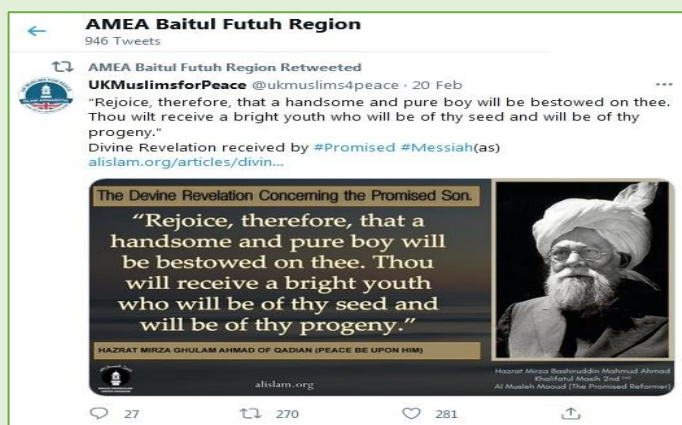 AMEA Baitul Futuh Region
946 Tweets
AMEA Baitul Futuh Region Retweeted
UKMuslimsforPeace @ukmuslims4peace · 20 Feb
"Rejoice, therefore, that a handsome and pure boy will be bestowed on thee.
Thou wilt receive a bright youth who will be of thy seed and will be of thy
progeny."
Divine Revelation received by #Promised #Messiah(as)
alislam.org/articles/divin...
The Devine Revelation Concerning the Promised Son.
"Rejoice, therefore, that a
handsome and pure boy will
be bestowed on thee. Thou
will receive a bright youth
who will be of thy seed and
will be of thy progeny."
HAZRAT MIRZA GHULAM AHMAD OF QADIAN (PEACE BE UPON HIM)
alislam.org
Hazrat Mirza Bashiruddin Mahmud Ahmad
Khalifatul Masih 2nd
Al Musleh Maoud (The Promised Reformer)
27 270 281